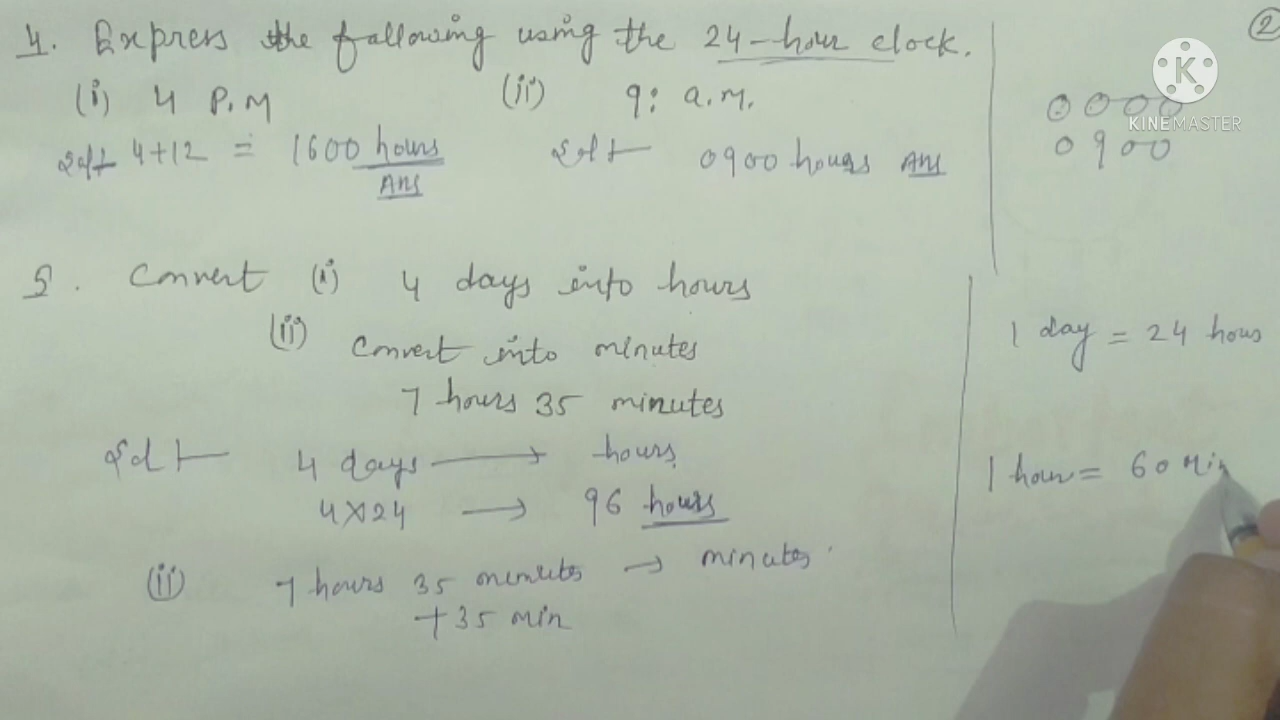 4. Express the following using the 24-hour clock.
(i) 4 P.M (ii) 9: a.m.
Sol⊢ 4+12 = 1600 hours Ans
Sol⊢ 0900 hours Ans
2
0000
0900
K
KINEMASTER
5. Convert (i) 4 days into hours
(ii) Convert into minutes
7 hours 35 minutes
Sol⊢ 4 days → hours
4×24 → 96 hours
(ii) 7 hours 35 minutes → minutes
+35 min
1 day = 24 hous
1 hour = 60 Min